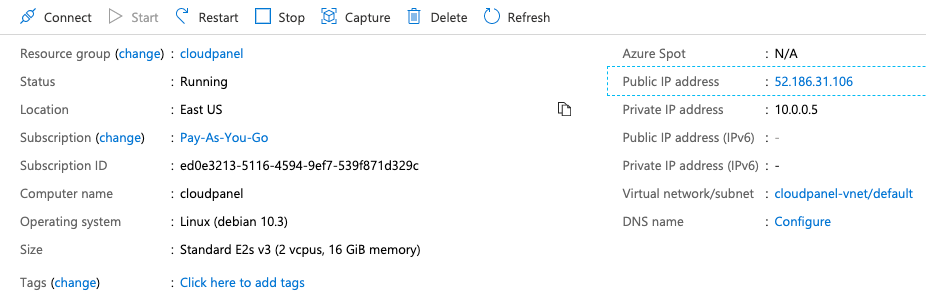 Connect Start Restart Stop Capture Delete Refresh
Resource group (change) : cloudpanel
Status : Running
Location : East US
Subscription (change) : Pay-As-You-Go
Subscription ID : ed0e3213-5116-4594-9ef7-539f871d329c
Computer name : cloudpanel
Operating system : Linux (debian 10.3)
Size : Standard E2s v3 (2 vcpus, 16 GiB memory)
Tags (change) : Click here to add tags
Azure Spot : N/A
Public IP address : 52.186.31.106
Private IP address : 10.0.0.5
Public IP address (IPv6) : -
Private IP address (IPv6) : -
Virtual network/subnet : cloudpanel-vnet/default
DNS name : Configure